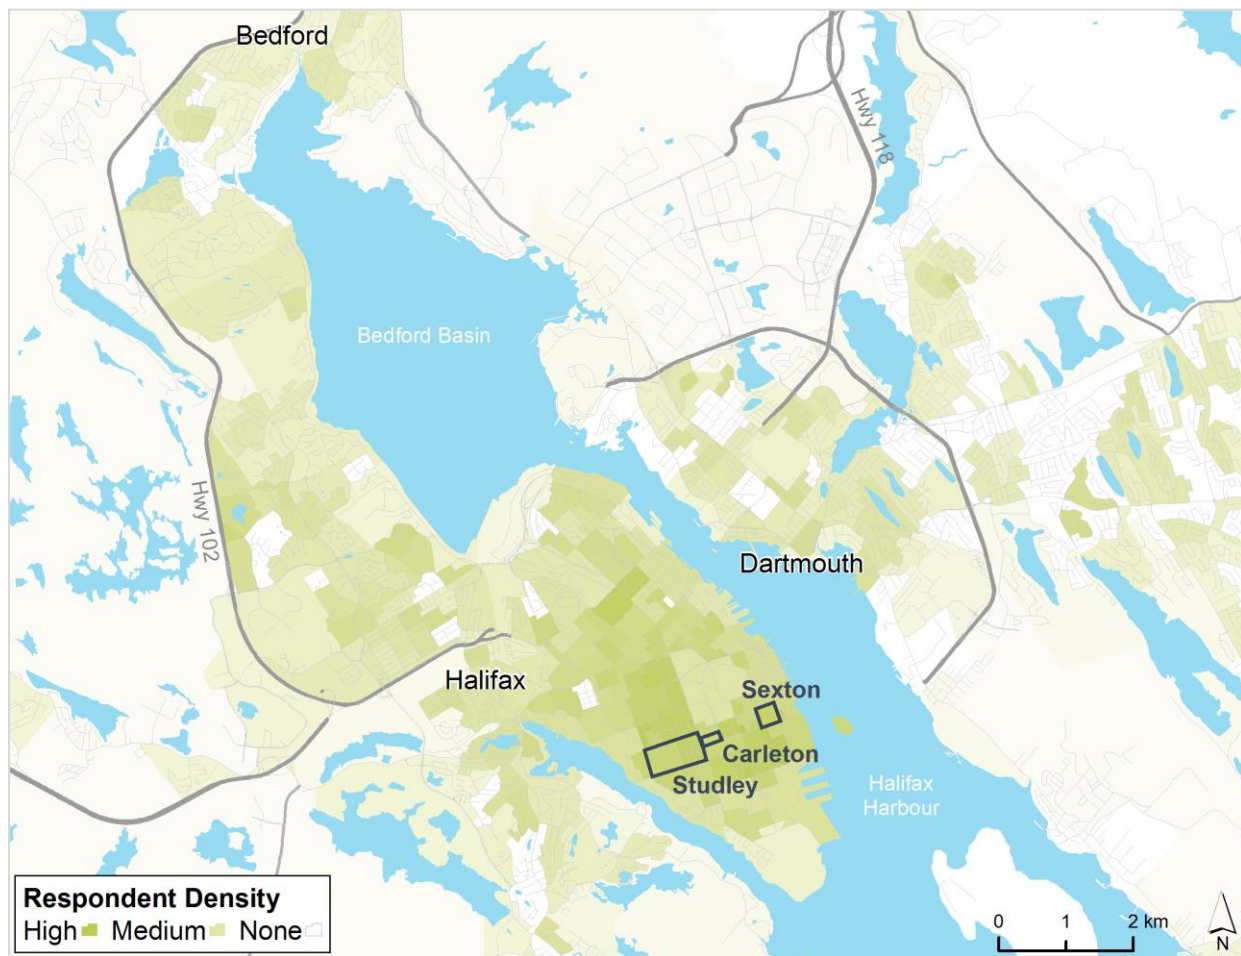 Bedford
Hwy 118
Bedford Basin
Hwy 102
Dartmouth
Halifax
Sexton
Carleton
Studley
Halifax
Harbour
Respondent Density
High Medium None
0 1 2 km
N